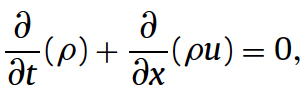 ∂/∂t (ρ) + ∂/∂x (ρu) = 0,